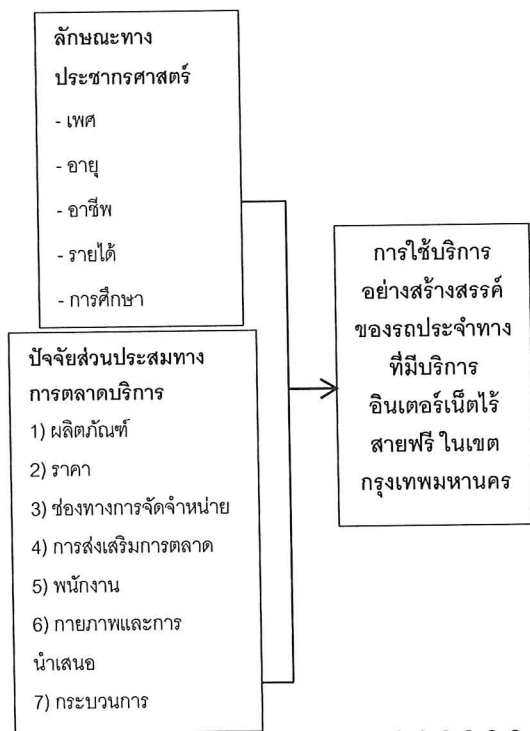 ลักษณะทาง
ประชากรศาสตร์
- เพศ
- อายุ
- อาชีพ
- รายได้
- การศึกษา
ปัจจัยส่วนประสมทาง
การตลาดบริการ
1) ผลิตภัณฑ์
2) ราคา
3) ช่องทางการจัดจำหน่าย
4) การส่งเสริมการตลาด
5) พนักงาน
6) กายภาพและการ
นำเสนอ
7) กระบวนการ
การใช้บริการ
อย่างสร้างสรรค์
ของรถประจำทาง
ที่มีบริการ
อินเตอร์เน็ตไร้
สายฟรี ในเขต
กรุงเทพมหานคร